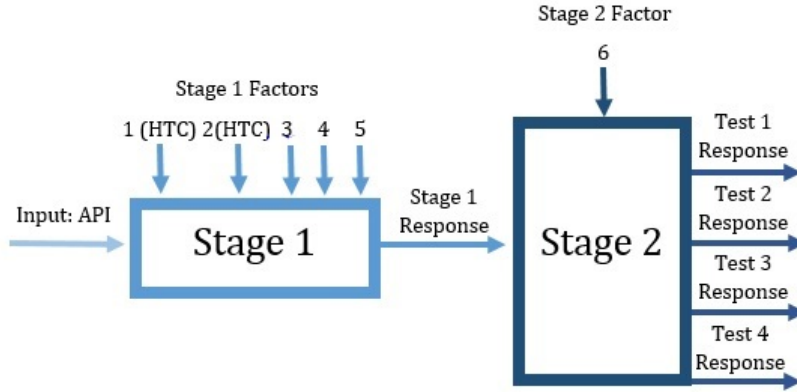 Stage 2 Factor
6
Stage 1 Factors
1 (HTC) 2(HTC) 3 4 5
Input: API
Stage 1
Stage 1
Response
Stage 2
Test 1
Response
Test 2
Response
Test 3
Response
Test 4
Response